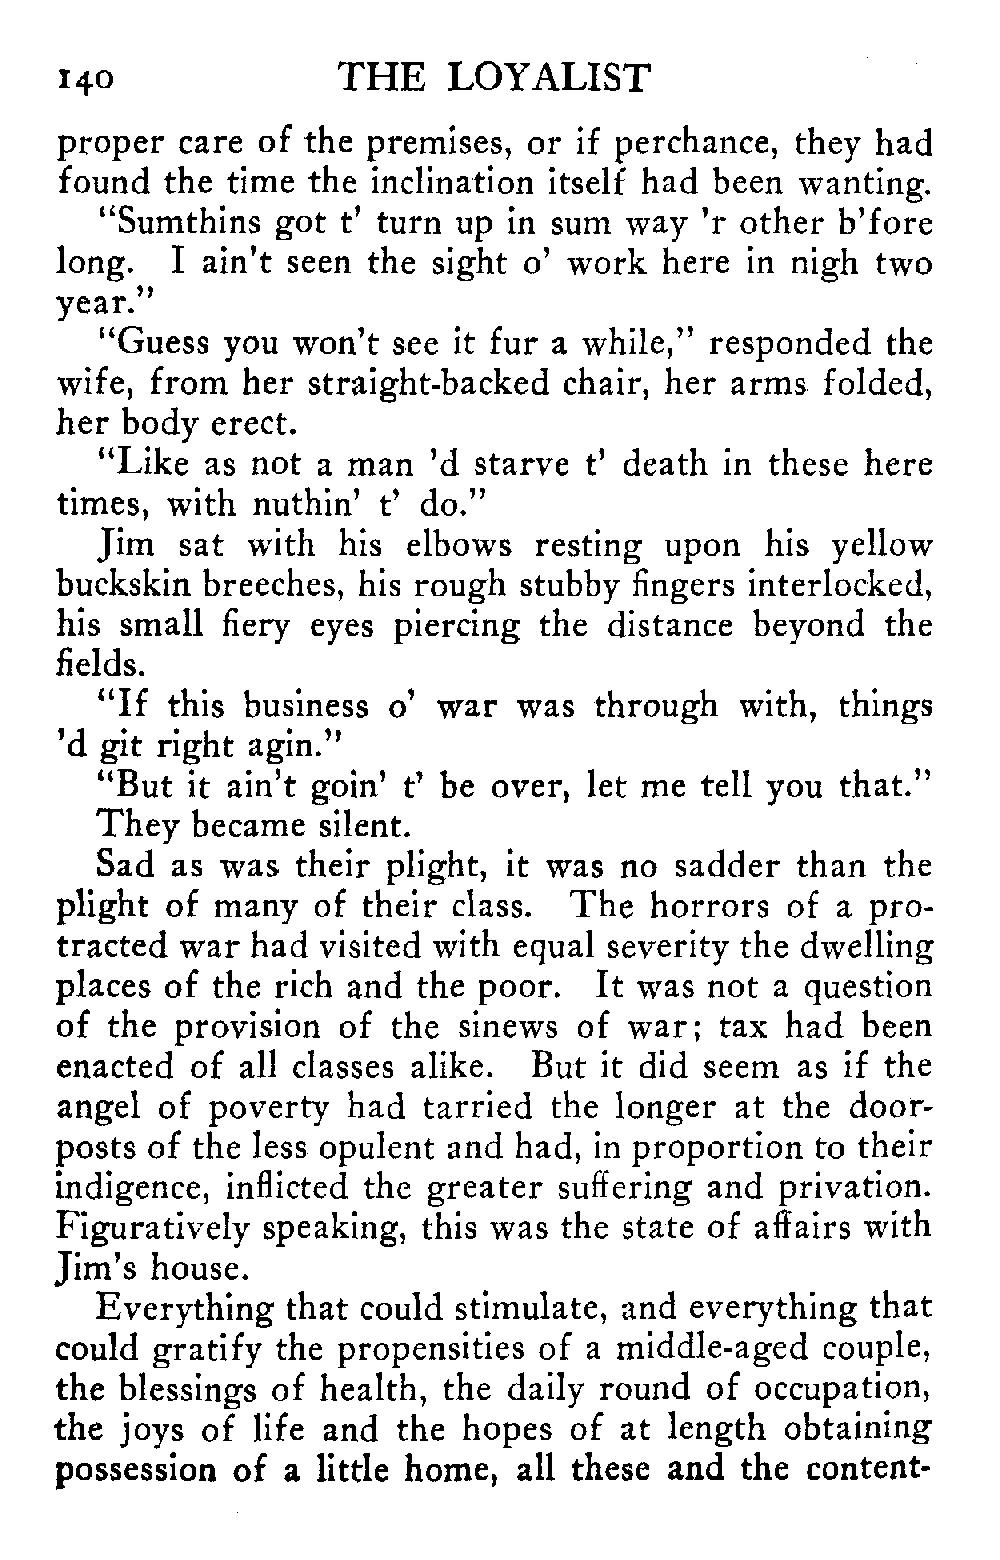 140 THE LOYALIST
proper care of the premises, or if perchance, they had
found the time the inclination itself had been wanting.
“Sumthins got t’ turn up in sum way ’r other b’fore
long. I ain’t seen the sight o’ work here in nigh two
year.”
“Guess you won’t see it fur a while,” responded the
wife, from her straight-backed chair, her arms folded,
her body erect.
“Like as not a man ’d starve t’ death in these here
times, with nuthin’ t’ do.”
Jim sat with his elbows resting upon his yellow
buckskin breeches, his rough stubby fingers interlocked,
his small fiery eyes piercing the distance beyond the
fields.
“If this business o’ war was through with, things
’d git right agin.”
“But it ain’t goin’ t’ be over, let me tell you that.”
They became silent.
Sad as was their plight, it was no sadder than the
plight of many of their class. The horrors of a pro-
tracted war had visited with equal severity the dwelling
places of the rich and the poor. It was not a question
of the provision of the sinews of war; tax had been
enacted of all classes alike. But it did seem as if the
angel of poverty had tarried the longer at the door-
posts of the less opulent and had, in proportion to their
indigence, inflicted the greater suffering and privation.
Figuratively speaking, this was the state of affairs with
Jim’s house.
Everything that could stimulate, and everything that
could gratify the propensities of a middle-aged couple,
the blessings of health, the daily round of occupation,
the joys of life and the hopes of at length obtaining
possession of a little home, all these and the content-